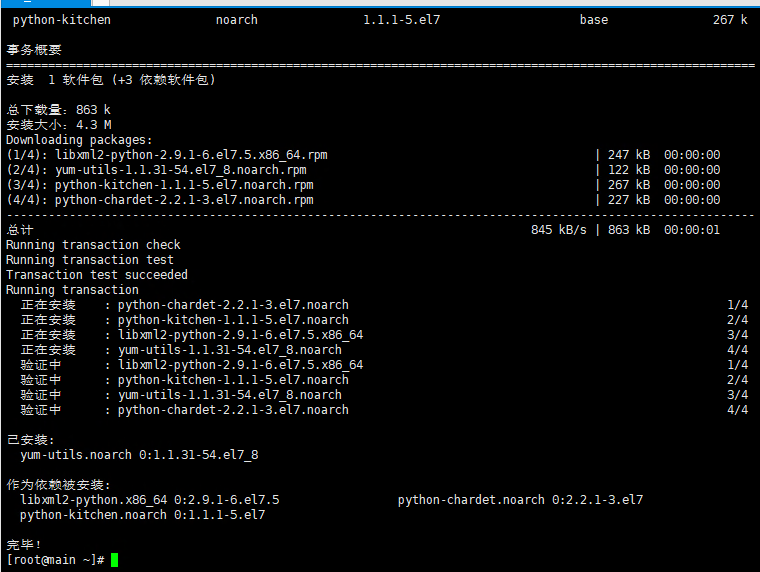 python-kitchen noarch 1.1.1-5.el7 base 267 k
事务概要
================================================================================
安装 1 软件包 (+3 依赖软件包)
总下载量：863 k
安装大小：4.3 M
Downloading packages:
(1/4): libxml2-python-2.9.1-6.el7.5.x86_64.rpm | 247 kB 00:00:00
(2/4): yum-utils-1.1.31-54.el7_8.noarch.rpm | 122 kB 00:00:00
(3/4): python-kitchen-1.1.1-5.el7.noarch.rpm | 267 kB 00:00:00
(4/4): python-chardet-2.2.1-3.el7.noarch.rpm | 227 kB 00:00:00
--------------------------------------------------------------------------------
总计 845 kB/s | 863 kB 00:00:01
Running transaction check
Running transaction test
Transaction test succeeded
Running transaction
正在安装 : python-chardet-2.2.1-3.el7.noarch 1/4
正在安装 : python-kitchen-1.1.1-5.el7.noarch 2/4
正在安装 : libxml2-python-2.9.1-6.el7.5.x86_64 3/4
正在安装 : yum-utils-1.1.31-54.el7_8.noarch 4/4
验证中 : libxml2-python-2.9.1-6.el7.5.x86_64 1/4
验证中 : python-kitchen-1.1.1-5.el7.noarch 2/4
验证中 : yum-utils-1.1.31-54.el7_8.noarch 3/4
验证中 : python-chardet-2.2.1-3.el7.noarch 4/4
已安装:
yum-utils.noarch 0:1.1.31-54.el7_8
作为依赖被安装:
libxml2-python.x86_64 0:2.9.1-6.el7.5 python-chardet.noarch 0:2.2.1-3.el7
python-kitchen.noarch 0:1.1.1-5.el7
完毕！
[root@main ~]#